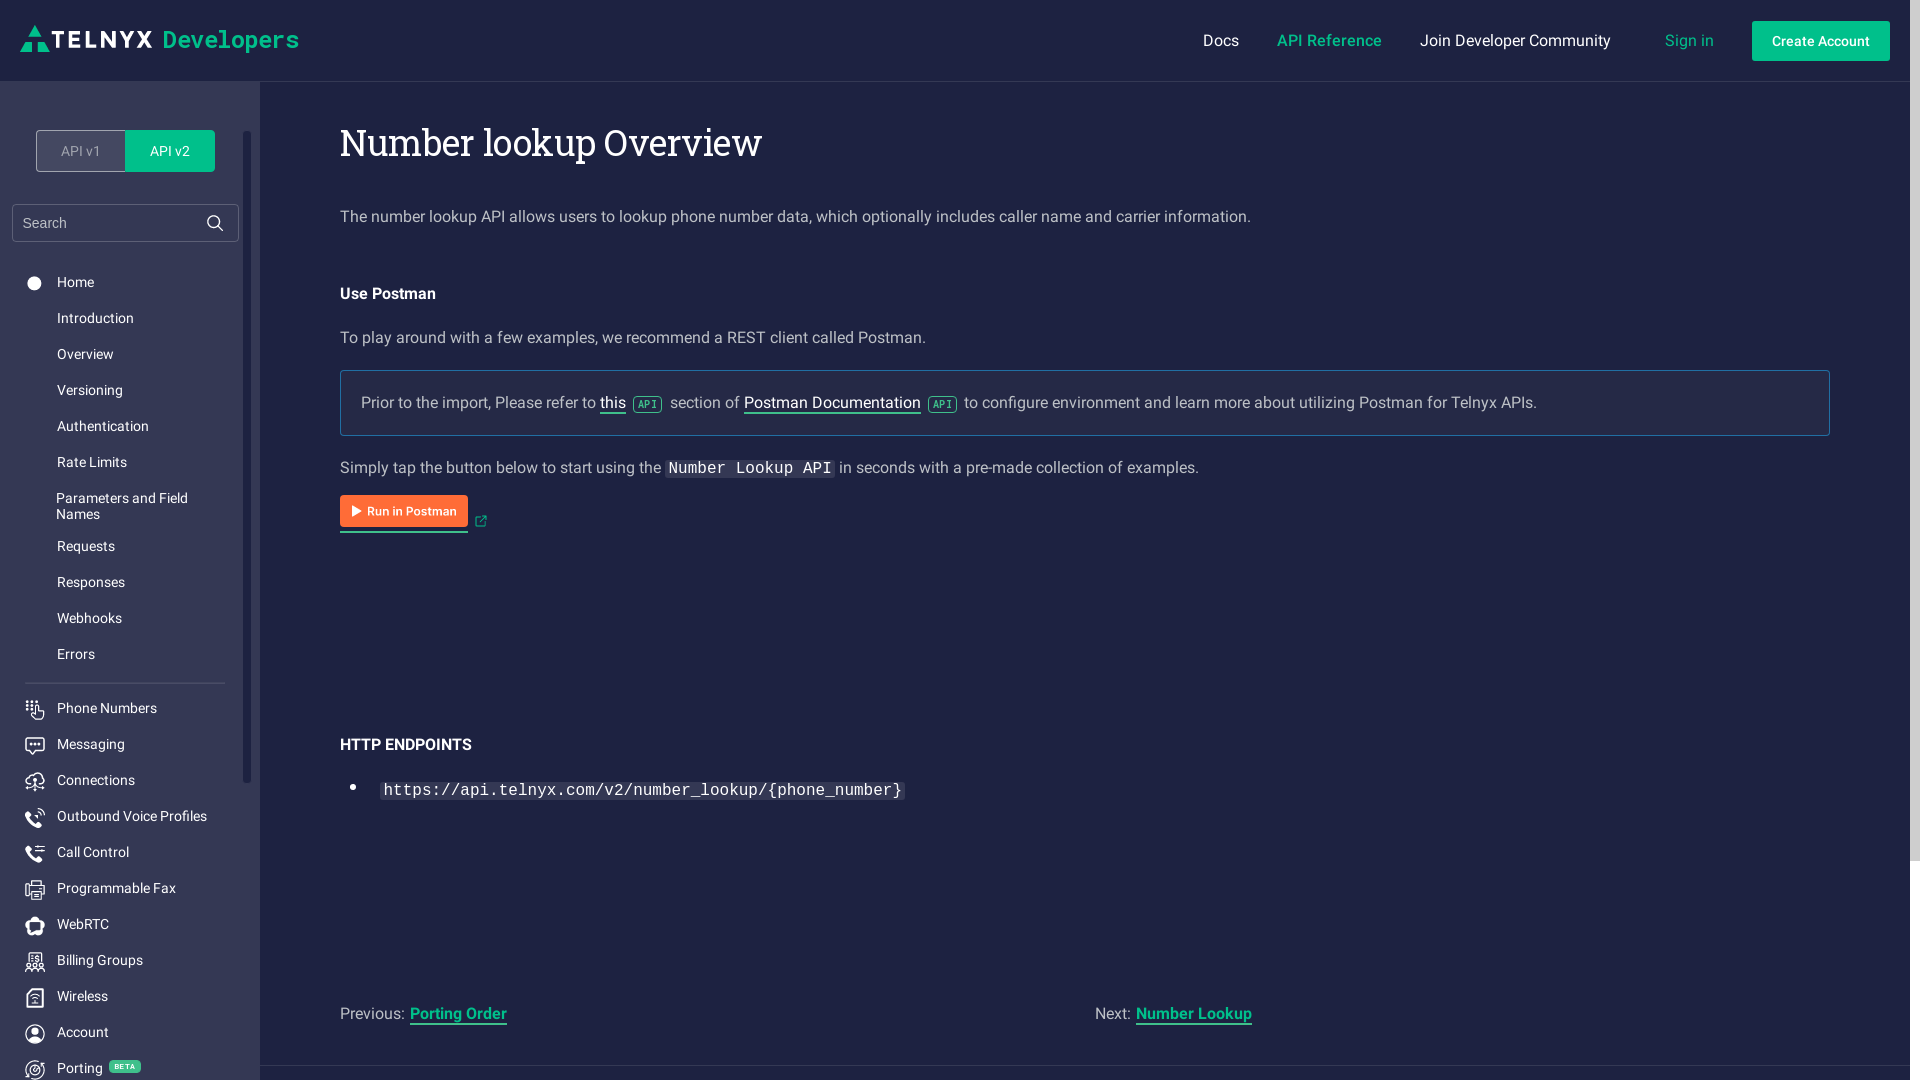 TELNYX Developers
Docs
API Reference
Join Developer Community
Sign in
Create Account
API v1
API v2
Search
Home
Introduction
Overview
Versioning
Authentication
Rate Limits
Parameters and Field
Names
Requests
Responses
Webhooks
Errors
Phone Numbers
Messaging
Connections
Outbound Voice Profiles
Call Control
Programmable Fax
WebRTC
Billing Groups
Wireless
Account
Porting BETA
Number lookup Overview
The number lookup API allows users to lookup phone number data, which optionally includes caller name and carrier information.
Use Postman
To play around with a few examples, we recommend a REST client called Postman.
Prior to the import, Please refer to this API section of Postman Documentation API to configure environment and learn more about utilizing Postman for Telnyx APIs.
Simply tap the button below to start using the Number Lookup API in seconds with a pre-made collection of examples.
Run in Postman
HTTP ENDPOINTS
https://api.telnyx.com/v2/number_lookup/{phone_number}
Previous: Porting Order
Next: Number Lookup